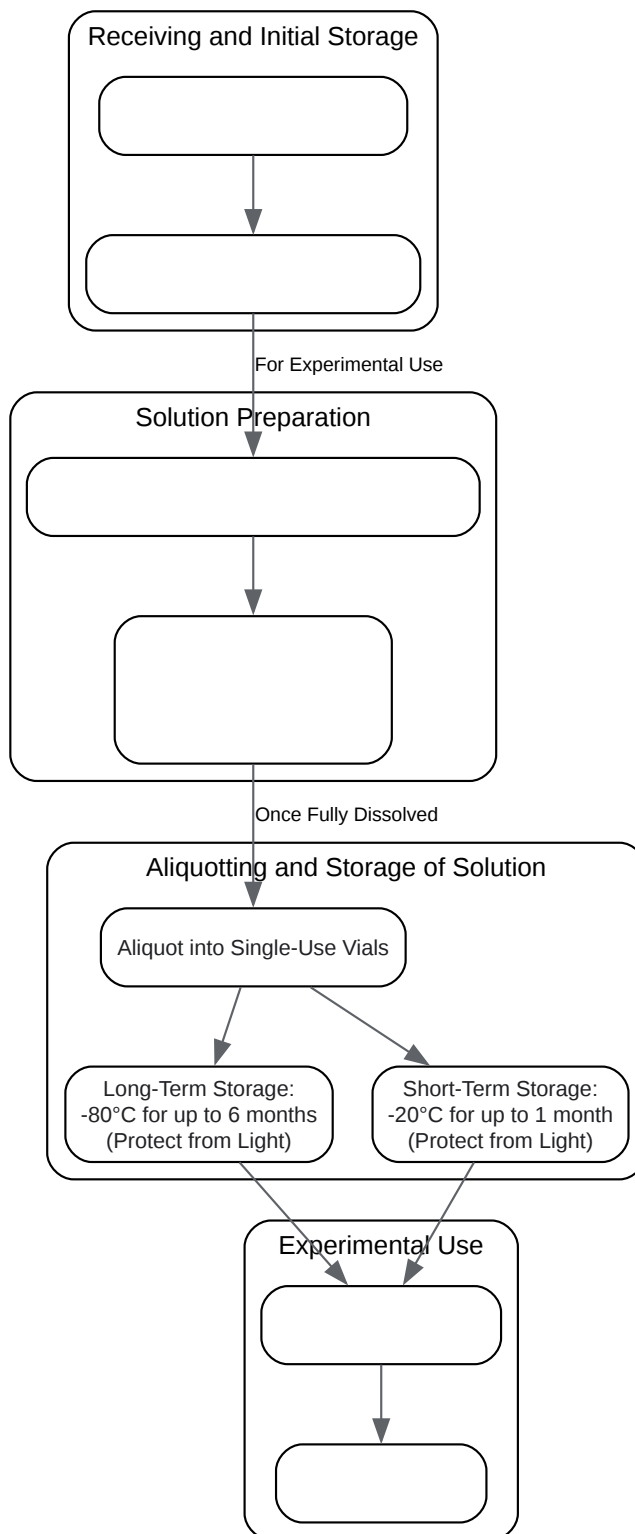 Receiving and Initial Storage
For Experimental Use
Solution Preparation
Once Fully Dissolved
Aliquotting and Storage of Solution
Aliquot into Single-Use Vials
Long-Term Storage:
-80°C for up to 6 months
(Protect from Light)
Short-Term Storage:
-20°C for up to 1 month
(Protect from Light)
Experimental Use